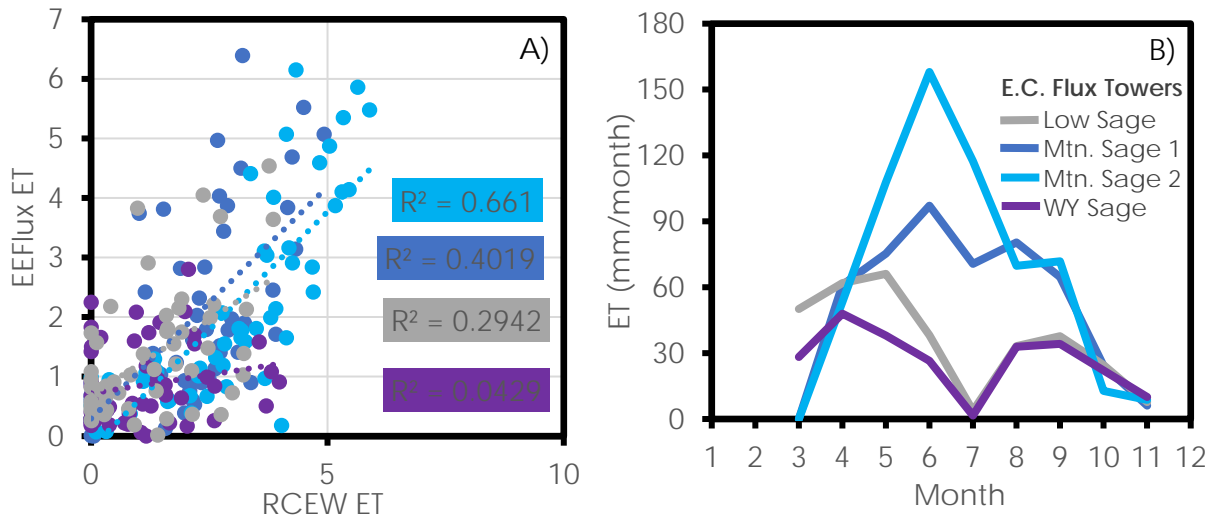 A)
EEFlux ET
7
6
5
4
3
2
1
0
R² = 0.661
R² = 0.4019
R² = 0.2942
R² = 0.0429
0 5 10
RCEW ET
B)
ET (mm/month)
180
150
120
90
60
30
0
E.C. Flux Towers
Low Sage
Mtn. Sage 1
Mtn. Sage 2
WY Sage
1 2 3 4 5 6 7 8 9 10 11 12
Month